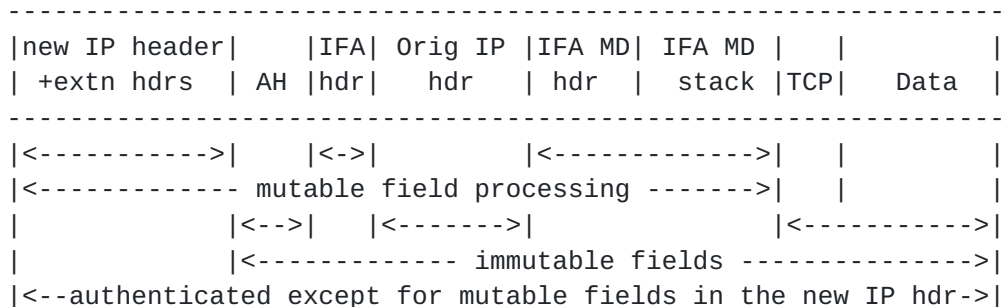 -----------------------------------------------------------------
|new IP header|    |IFA| Orig IP |IFA MD| IFA MD |   |         |
| +extn hdrs  | AH |hdr|   hdr   | hdr  |  stack |TCP|   Data  |
-----------------------------------------------------------------
|<----------->|    |<->|         |<------------->|   |         |
|<------------- mutable field processing ------->|   |         |
|             |<-->|   |<------->|               |<----------->|
|             |<------------- immutable fields --------------->|
|<--authenticated except for mutable fields in the new IP hdr->|